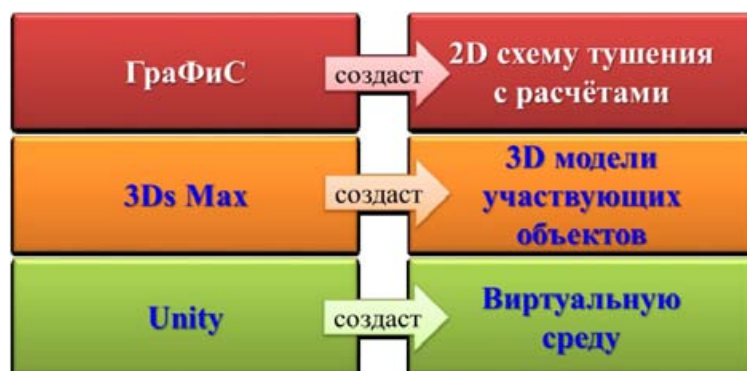 ГраФиС
создаст
2D схему тушения
с расчётами
3Ds Max
создаст
3D модели
участвующих
объектов
Unity
создаст
Виртуальную
среду